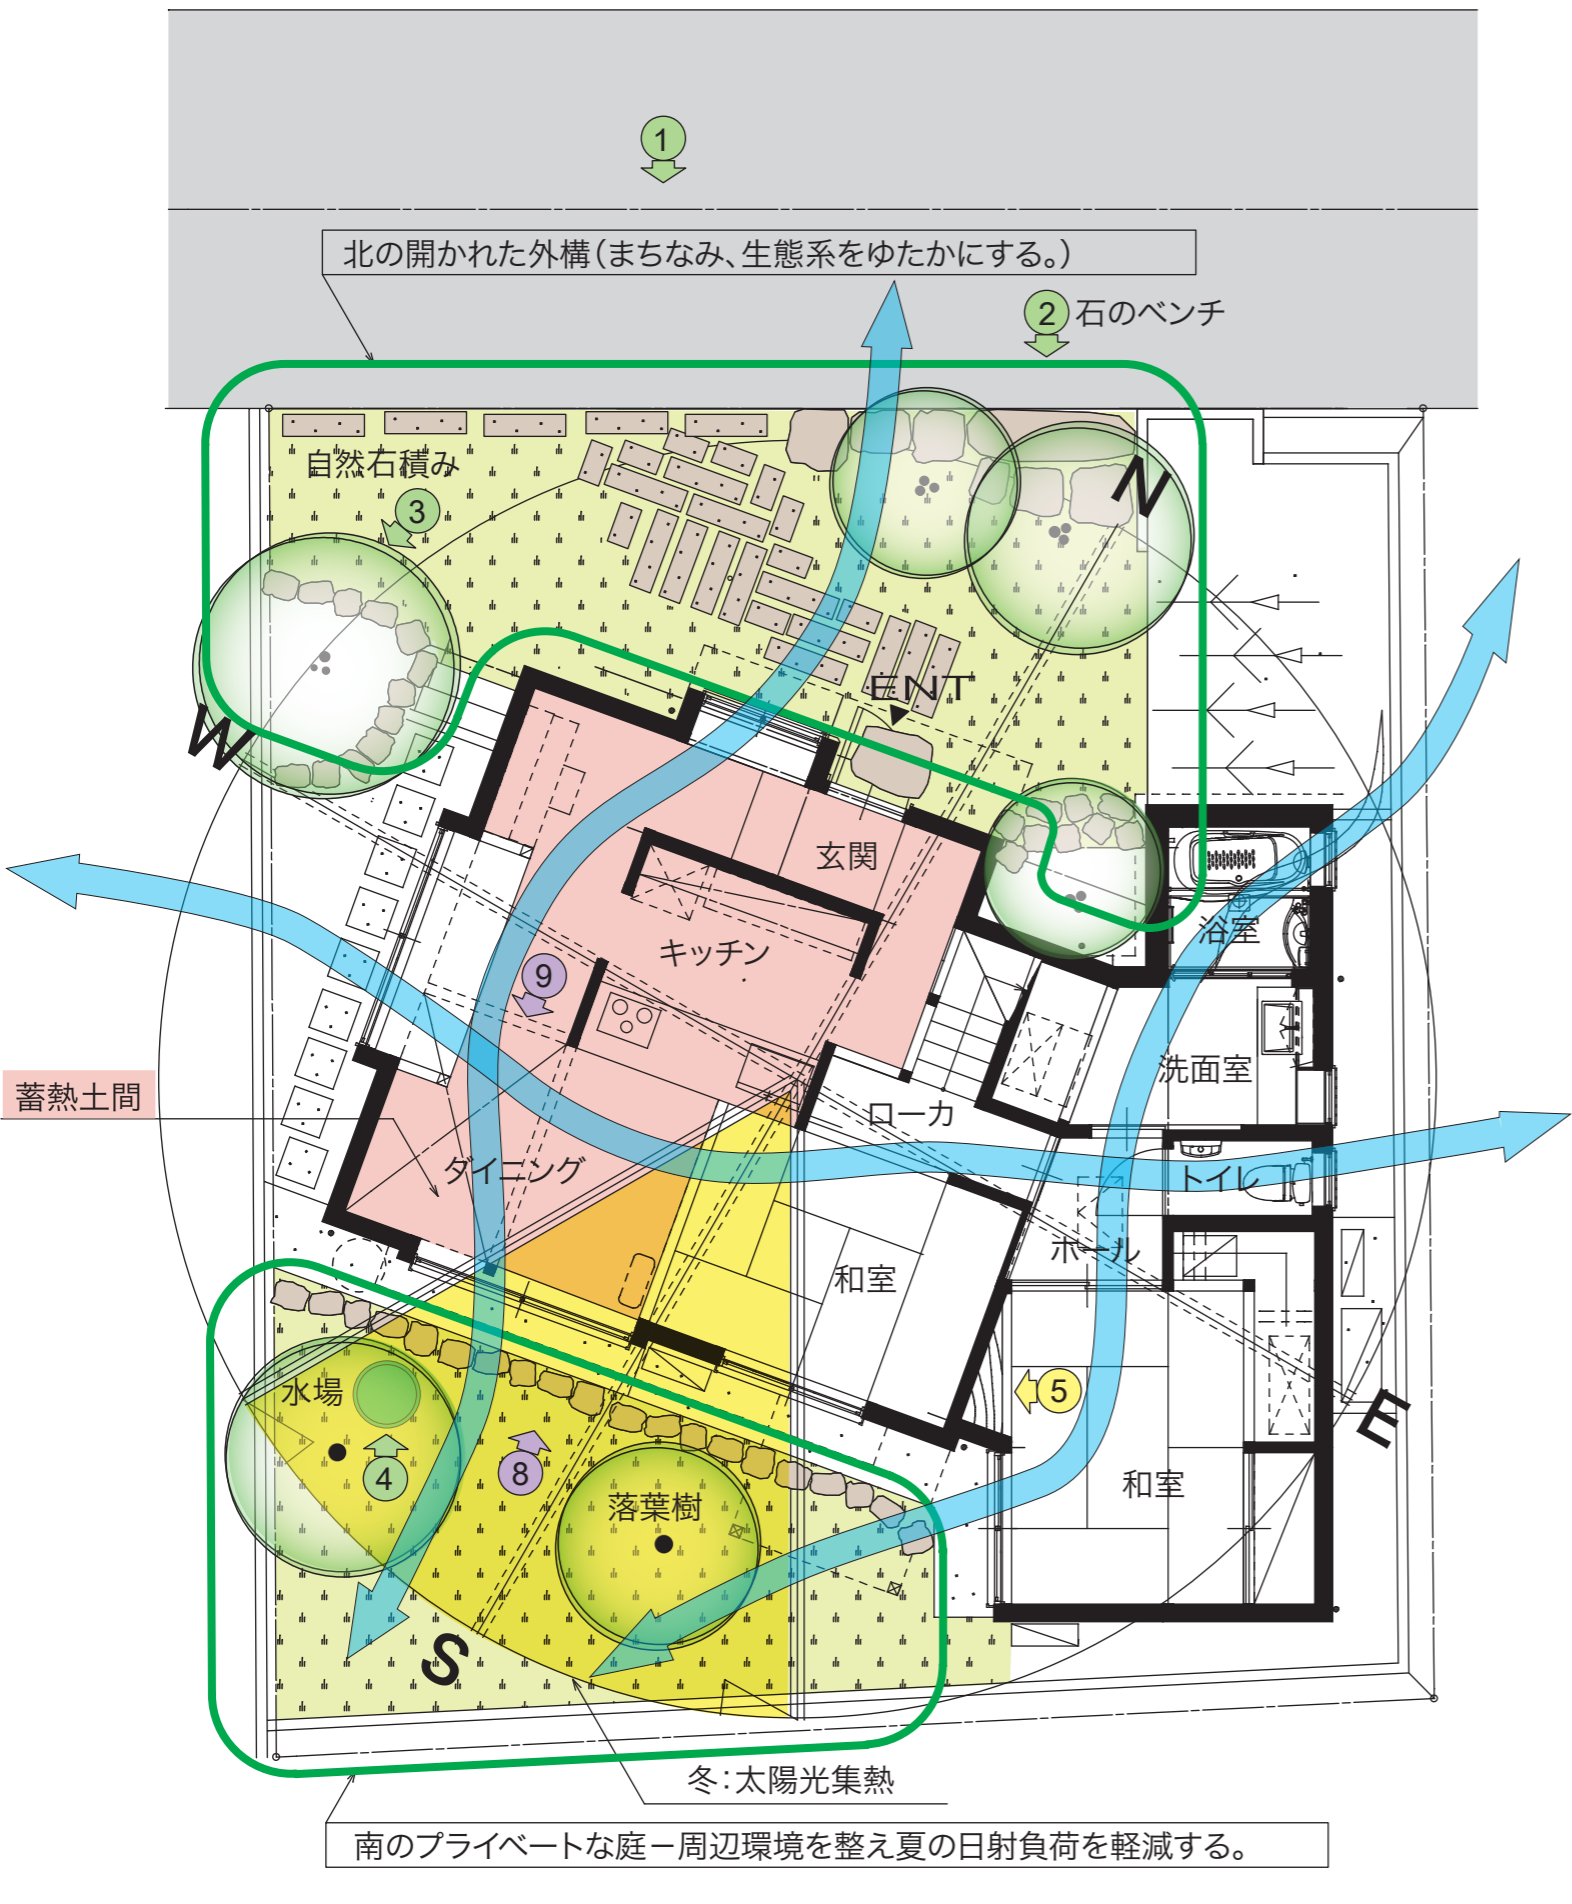 1
北の開かれた外構(まちなみ、生態系をゆたかにする。)
2 石のベンチ
自然石積み
3
N
ENT
W
玄関
キッチン
浴室
9
洗面室
蓄熱土間
ローカ
ダイニング
トイレ
ホール
和室
水場
5
E
4
8
和室
落葉樹
S
冬:太陽光集熱
南のプライベートな庭－周辺環境を整え夏の日射負荷を軽減する。